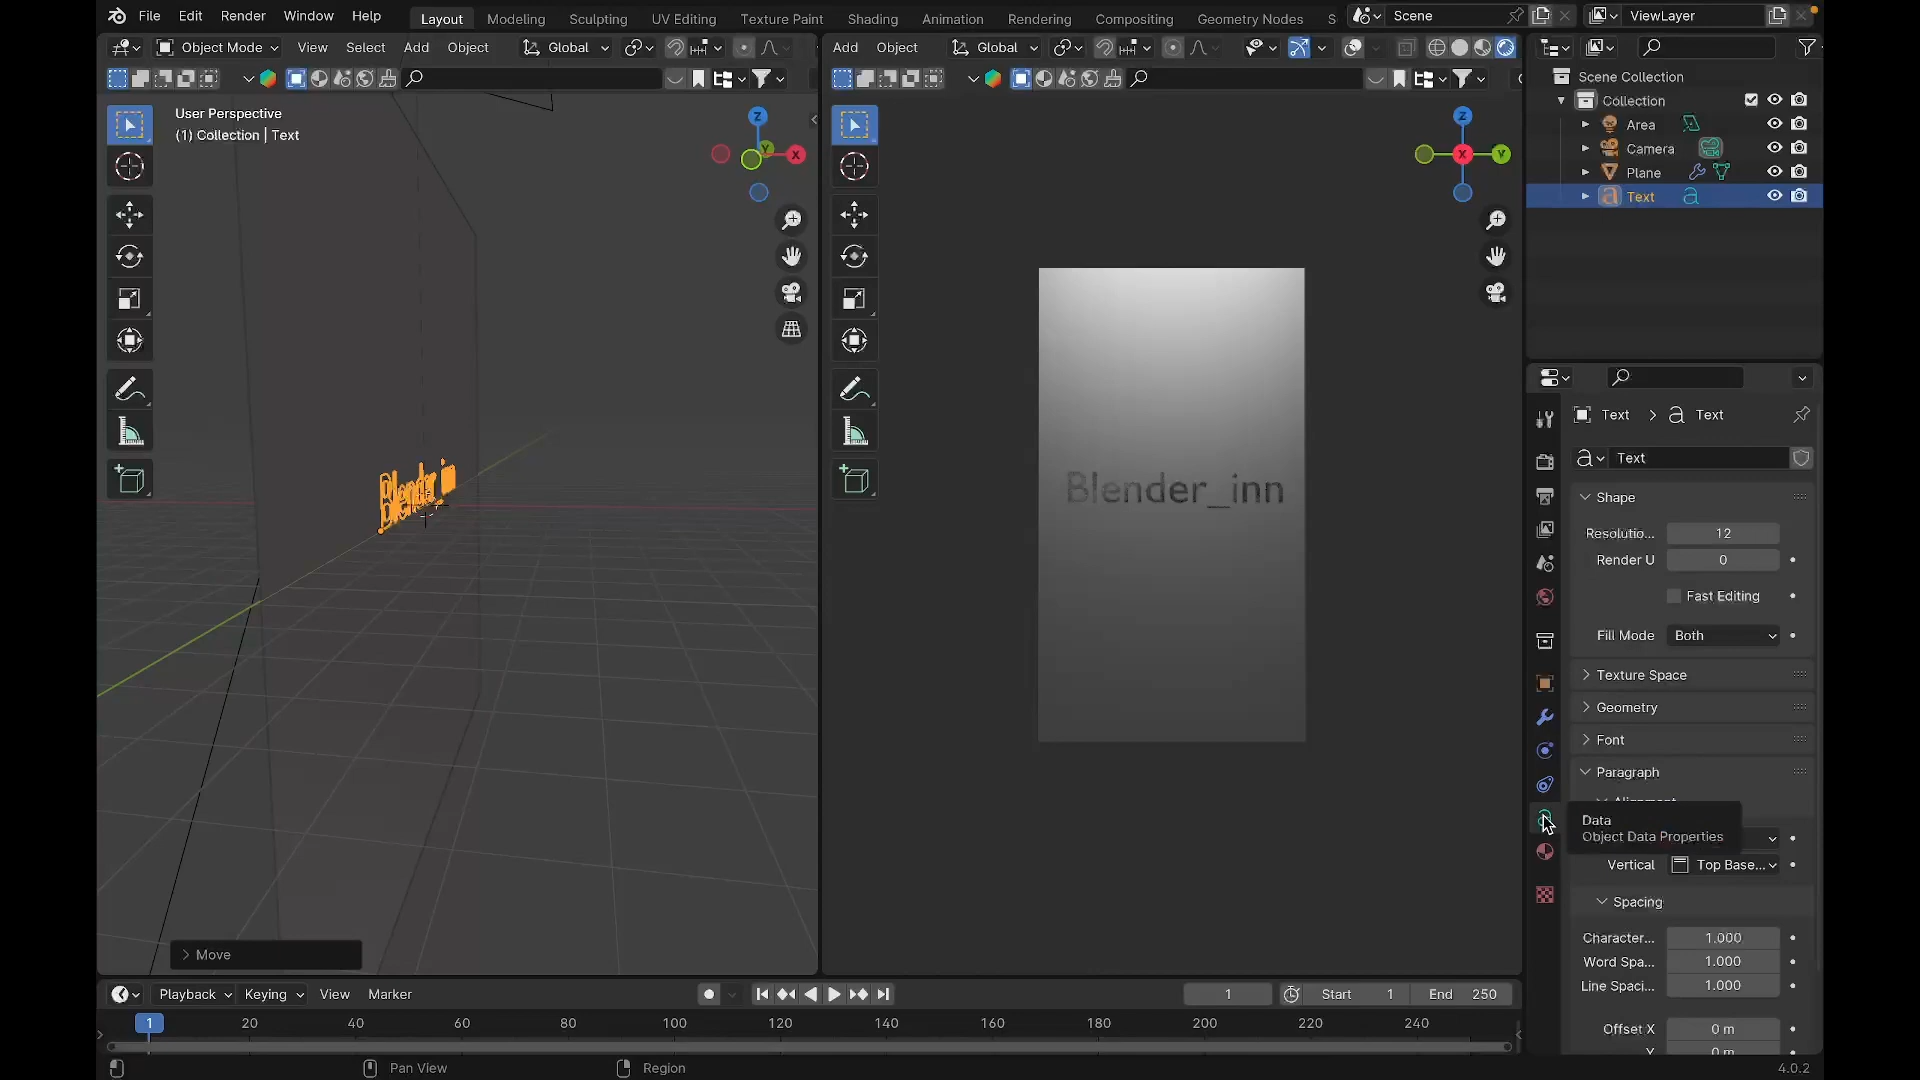 File Edit Render Window Help Layout Modeling Sculpting UV Editing Texture Paint Shading Animation Rendering Compositing Geometry Nodes S Scene ViewLayer
Object Mode View Select Add Object Global
Add Object Global
User Perspective
(1) Collection | Text
Z
Y
X
Blender_in
Move
Z
X
Y
Blender_inn
Scene Collection
Collection
Area
Camera
Plane
Text
Text Text
Text
Shape
Resolutio... 12
Render U 0
Fast Editing
Fill Mode Both
Texture Space
Geometry
Font
Paragraph
Data
Object Data Properties
Vertical Top Base...
Spacing
Character... 1.000
Word Spa... 1.000
Line Spaci... 1.000
Offset X 0 m
Y 0 m
Playback Keying View Marker 1 Start 1 End 250
1 20 40 60 80 100 120 140 160 180 200 220 240
Pan View Region 4.0.2